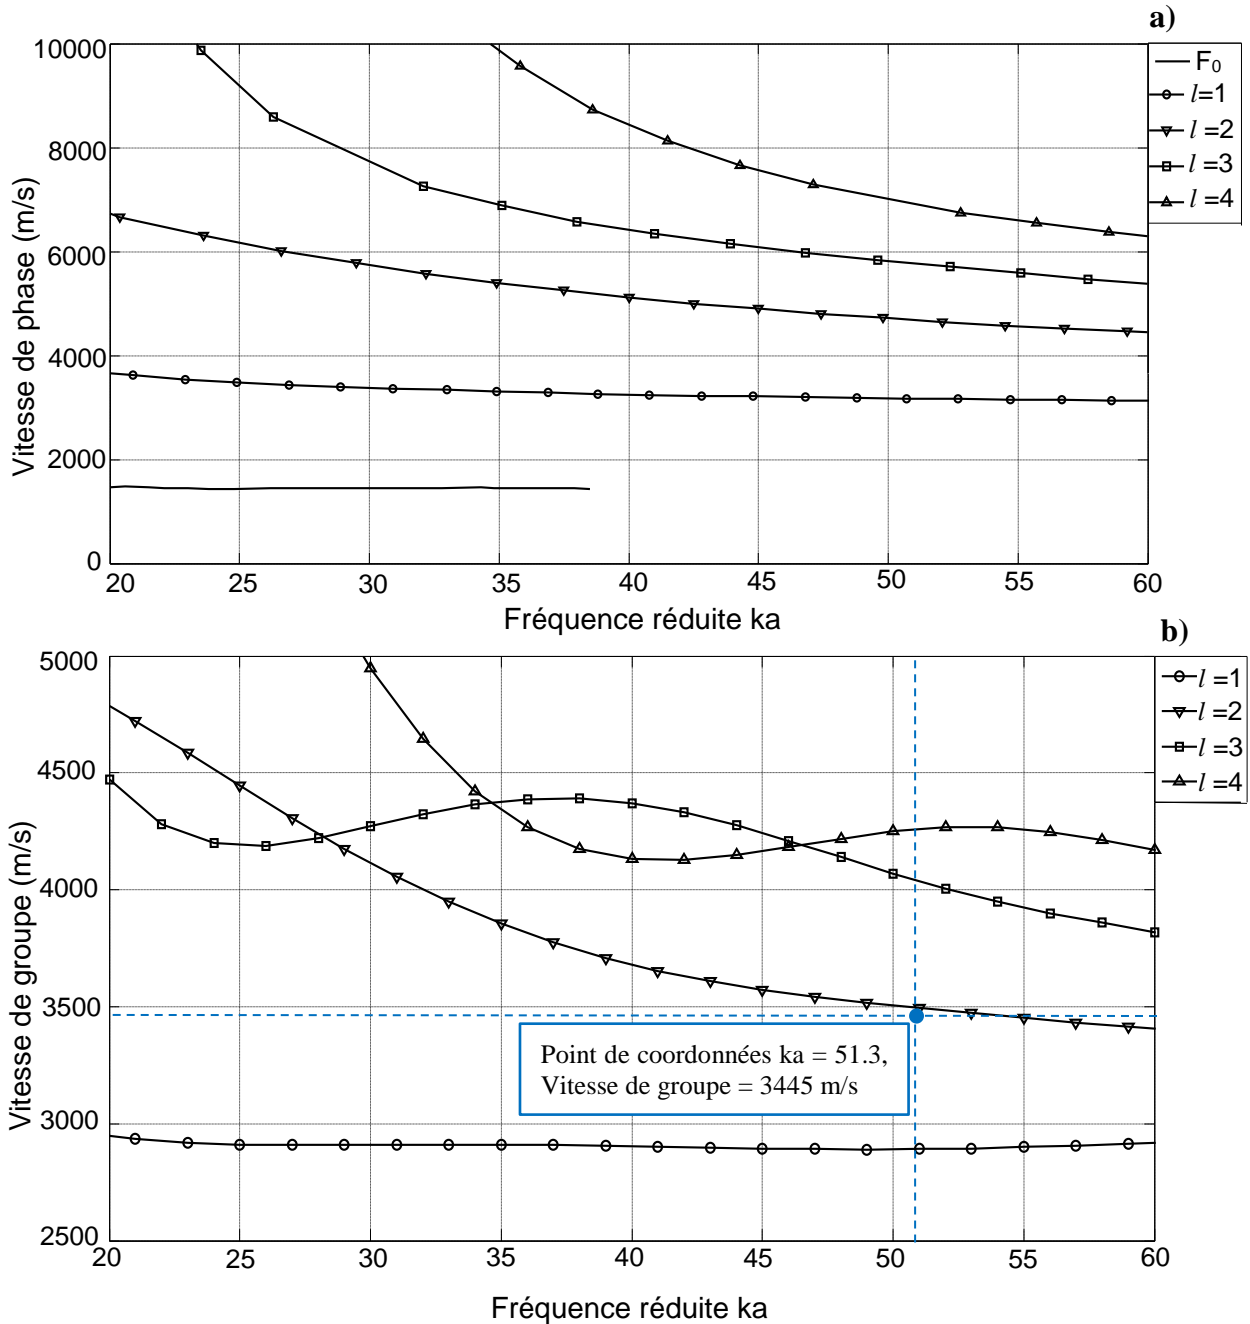 a)
10000
8000
6000
4000
2000
0
Vitesse de phase (m/s)
F₀
l=1
l =2
l =3
l =4
20 25 30 35 40 45 50 55 60
Fréquence réduite ka
b)
5000
4500
4000
3500
3000
2500
Vitesse de groupe (m/s)
l =1
l =2
l =3
l =4
Point de coordonnées ka = 51.3,
Vitesse de groupe = 3445 m/s
20 25 30 35 40 45 50 55 60
Fréquence réduite ka